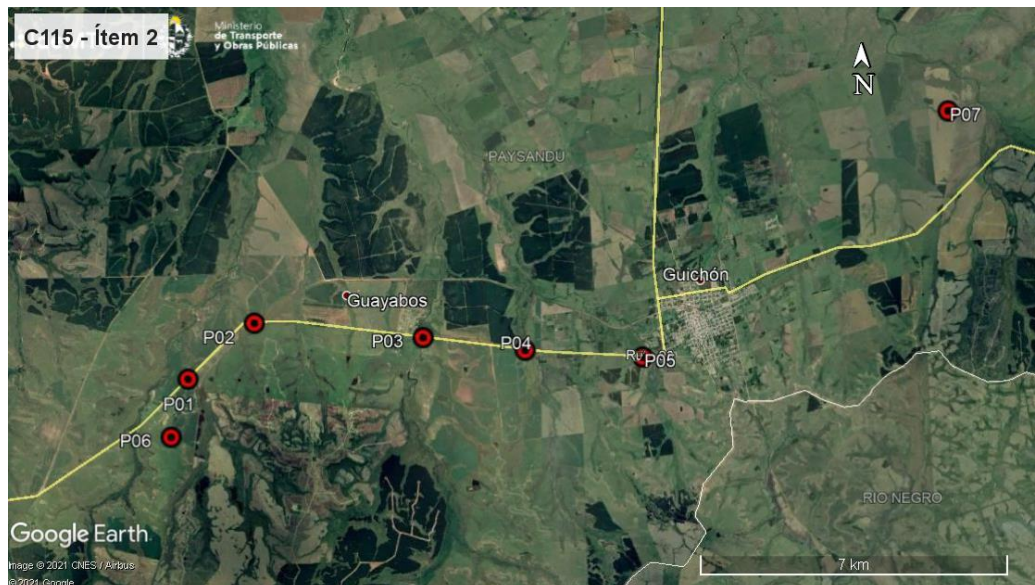 C115 - Ítem 2
Ministerio
de Transporte
y Obras Públicas
N
P07
PAYSANDU
Guichón
Guayabos
P02
P03
P04
P05
P01
P06
RIO NEGRO
Google Earth
Image © 2021 CNES / Airbus
© 2021 Google
7 km